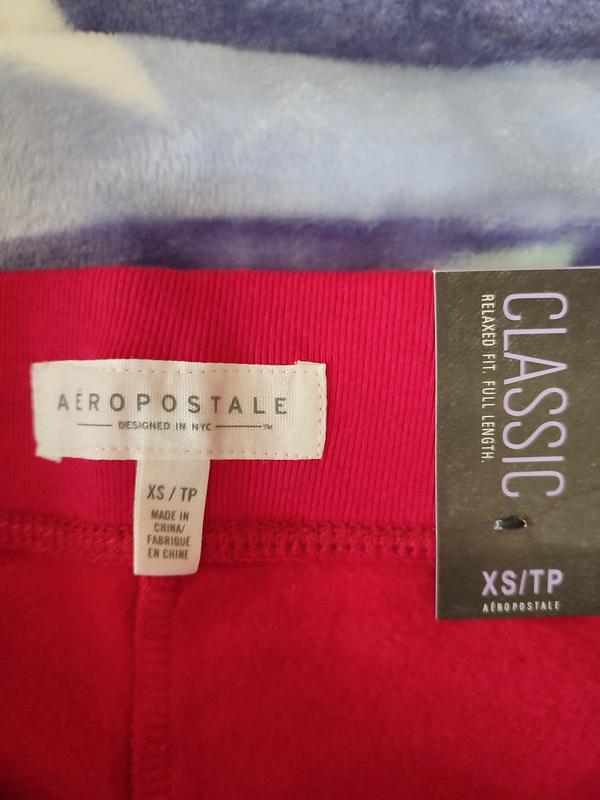 AÉROPOSTALE
DESIGNED IN NYC ™
XS / TP
MADE IN
CHINA/
FABRIQUÉ
EN CHINE
CLASSIC
RELAXED FIT. FULL LENGTH.
XS/TP
AÉROPOSTALE